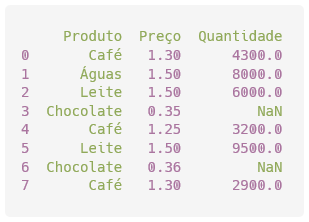 Produto Preço Quantidade
0 Café 1.30 4300.0
1 Águas 1.50 8000.0
2 Leite 1.50 6000.0
3 Chocolate 0.35 NaN
4 Café 1.25 3200.0
5 Leite 1.50 9500.0
6 Chocolate 0.36 NaN
7 Café 1.30 2900.0